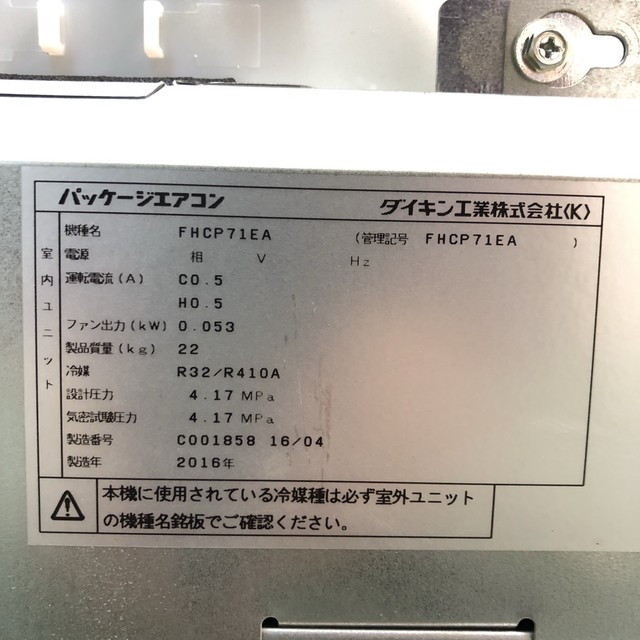 パッケージエアコン ダイキン工業株式会社〈K〉
室内ユニット
機種名 FHCP71EA (管理記号 FHCP71EA )
電源 相 V Hz
運転電流(A) C0.5
H0.5
ファン出力(kW) 0.053
製品質量(kg) 22
冷媒 R32/R410A
設計圧力 4.17 MPa
気密試験圧力 4.17 MPa
製造番号 C001858 16/04
製造年 2016年
本機に使用されている冷媒種は必ず室外ユニット
の機種名銘板でご確認ください。